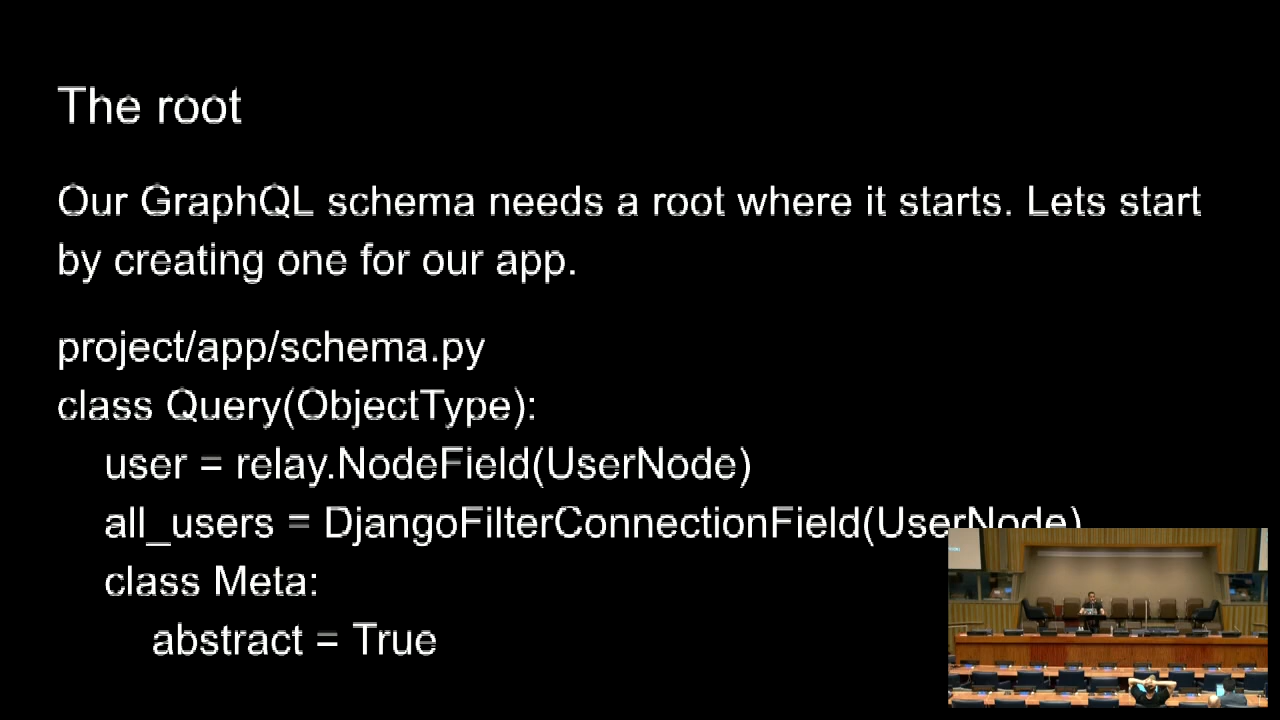 The root
Our GraphQL schema needs a root where it starts. Lets start
by creating one for our app.
project/app/schema.py
class Query(ObjectType):
user = relay.NodeField(UserNode)
all_users = DjangoFilterConnectionField(UserNode)
class Meta:
abstract = True